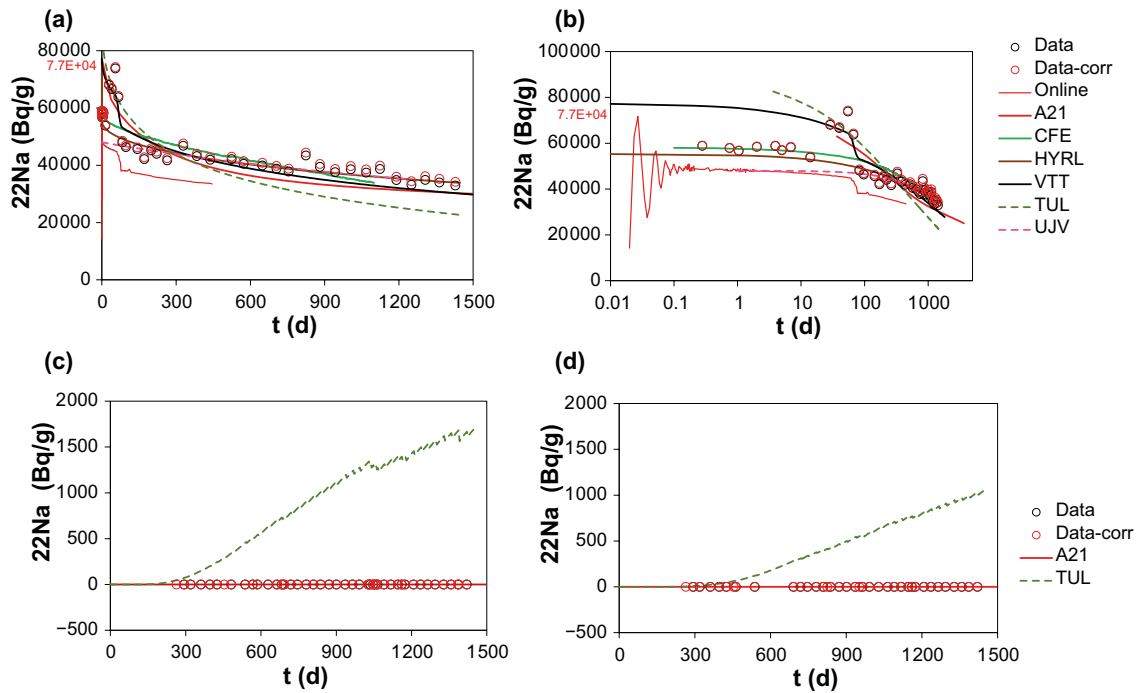 (a)
22Na (Bq/g)
80000
7.7E+04
60000
40000
20000
0
0 300 600 900 1200 1500
t (d)
(b)
22Na (Bq/g)
100000
80000
7.7E+04
60000
40000
20000
0
0.01 0.1 1 10 100 1000
t (d)
Data
Data-corr
Online
A21
CFE
HYRL
VTT
TUL
UJV
(c)
22Na (Bq/g)
2000
1500
1000
500
0
−500
0 300 600 900 1200 1500
t (d)
(d)
22Na (Bq/g)
2000
1500
1000
500
0
−500
0 300 600 900 1200 1500
t (d)
Data
Data-corr
A21
TUL